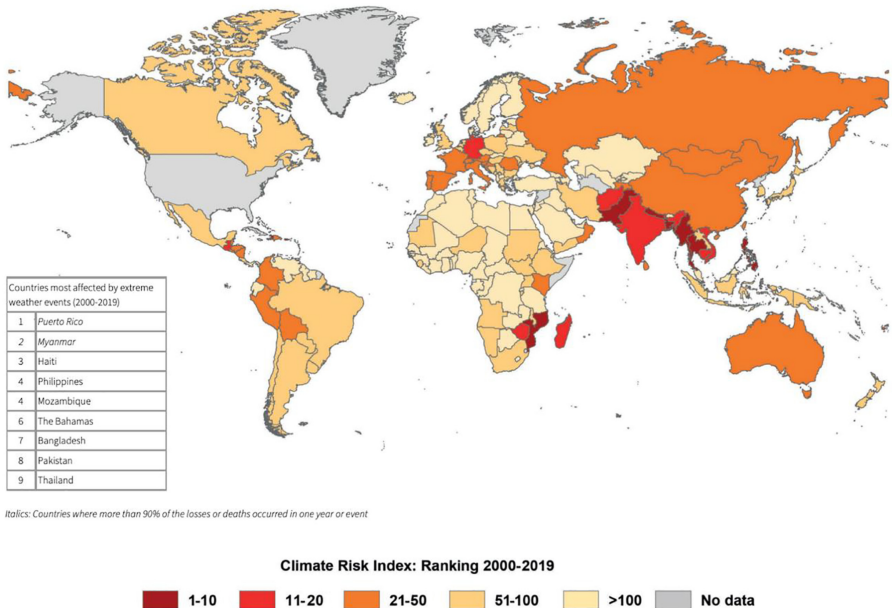 Countries most affected by extreme
weather events (2000-2019)
1 Puerto Rico
2 Myanmar
3 Haiti
4 Philippines
4 Mozambique
6 The Bahamas
7 Bangladesh
8 Pakistan
9 Thailand
Italics: Countries where more than 90% of the losses or deaths occurred in one year or event
Climate Risk Index: Ranking 2000-2019
1-10 11-20 21-50 51-100 >100 No data